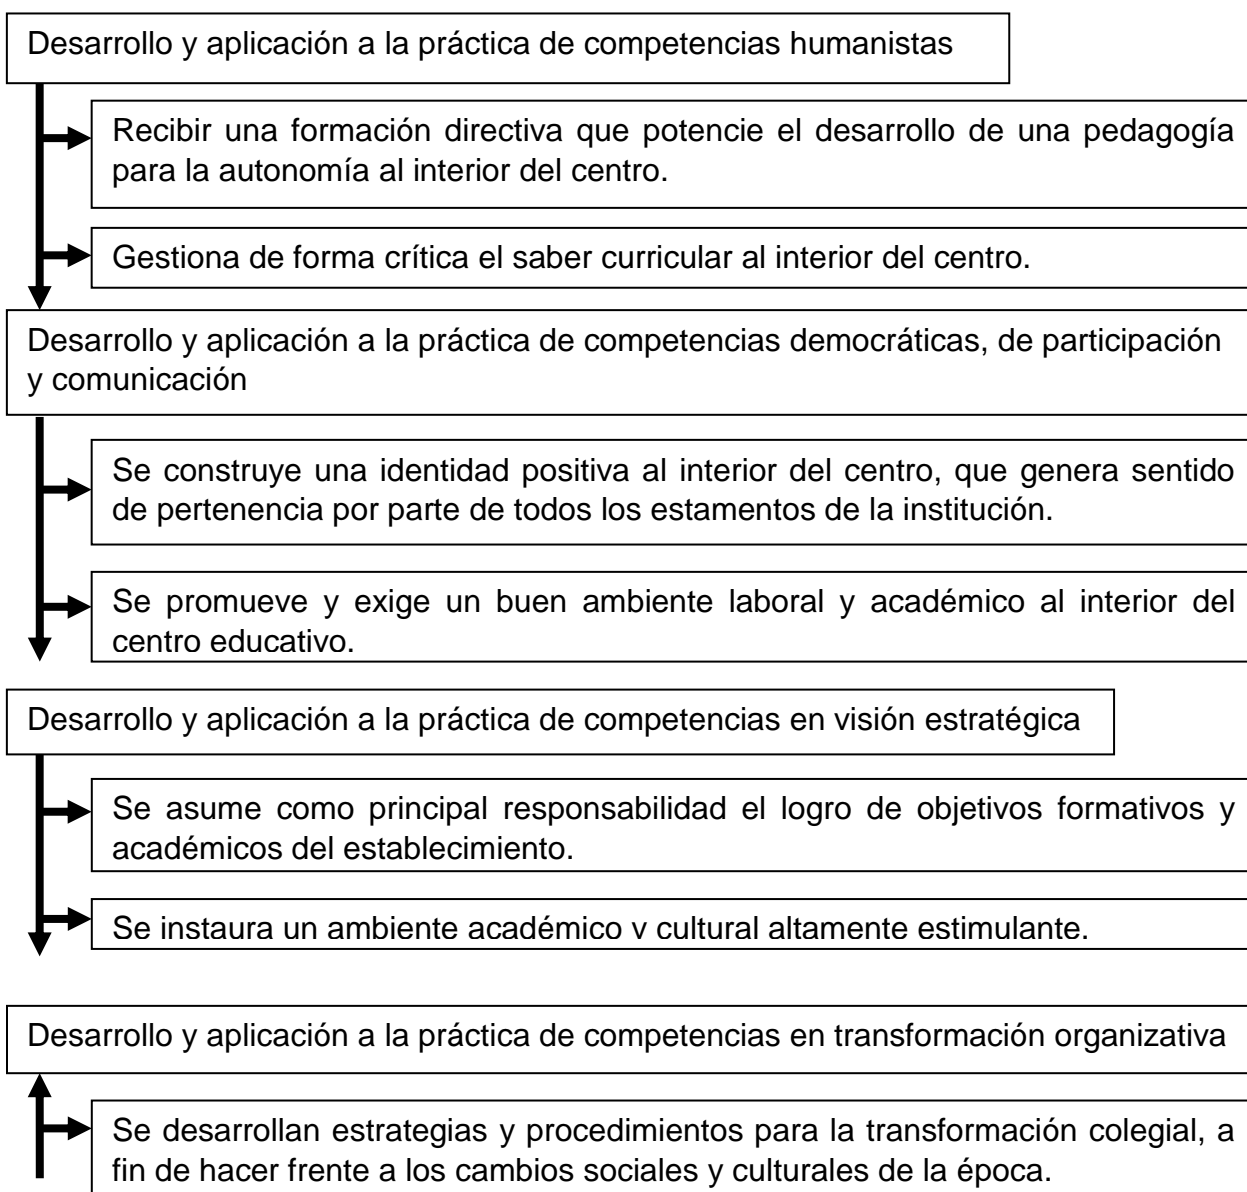 Desarrollo y aplicación a la práctica de competencias humanistas
Recibir una formación directiva que potencie el desarrollo de una pedagogía
para la autonomía al interior del centro.
Gestiona de forma crítica el saber curricular al interior del centro.
Desarrollo y aplicación a la práctica de competencias democráticas, de participación
y comunicación
Se construye una identidad positiva al interior del centro, que genera sentido
de pertenencia por parte de todos los estamentos de la institución.
Se promueve y exige un buen ambiente laboral y académico al interior del
centro educativo.
Desarrollo y aplicación a la práctica de competencias en visión estratégica
Se asume como principal responsabilidad el logro de objetivos formativos y
académicos del establecimiento.
Se instaura un ambiente académico y cultural altamente estimulante.
Desarrollo y aplicación a la práctica de competencias en transformación organizativa
Se desarrollan estrategias y procedimientos para la transformación colegial, a
fin de hacer frente a los cambios sociales y culturales de la época.